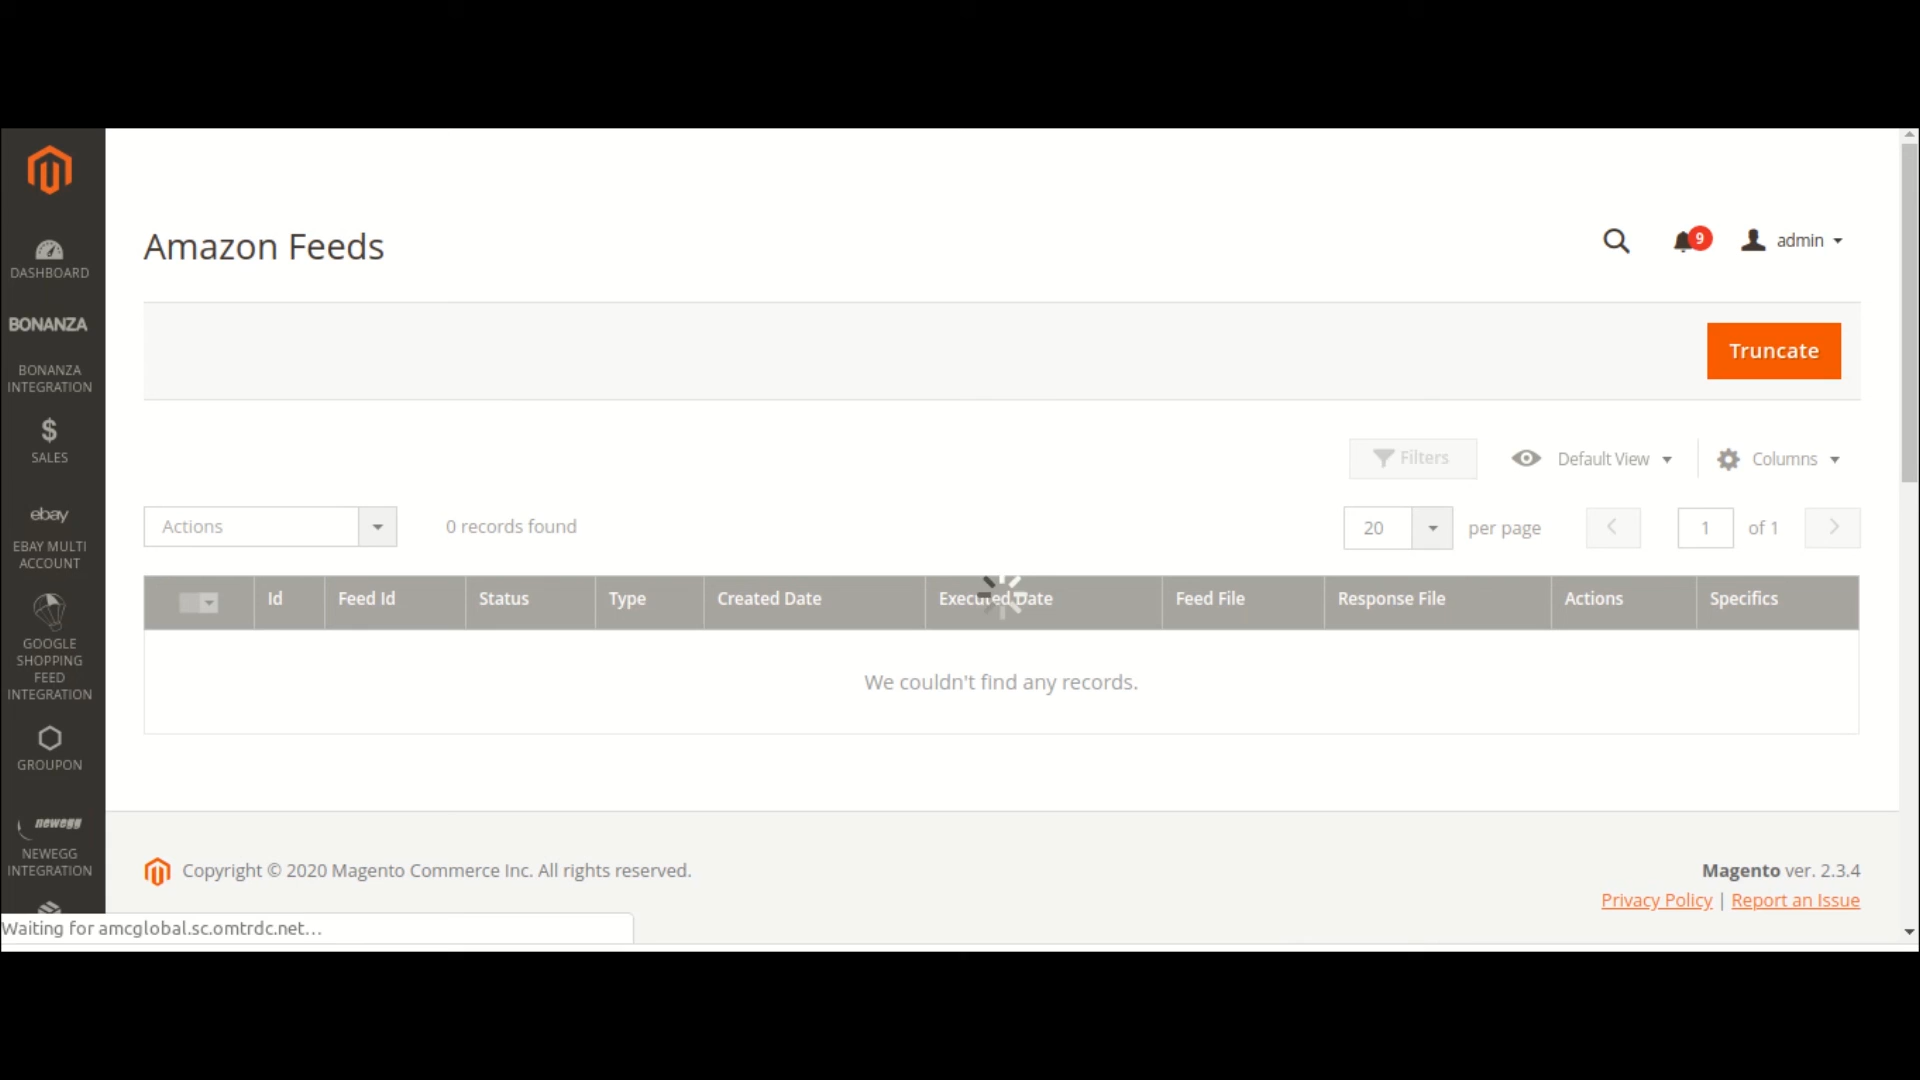 Amazon Feeds
9
admin
DASHBOARD
BONANZA
BONANZA
INTEGRATION
Truncate
SALES
Filters
Default View
Columns
ebay
EBAY MULTI
ACCOUNT
Actions
0 records found
20
per page
1
of 1
Id
Feed Id
Status
Type
Created Date
Executed Date
Feed File
Response File
Actions
Specifics
GOOGLE
SHOPPING
FEED
INTEGRATION
We couldn't find any records.
GROUPON
newegg
NEWEGG
INTEGRATION
Copyright © 2020 Magento Commerce Inc. All rights reserved.
Magento ver. 2.3.4
Privacy Policy | Report an Issue
Waiting for amcglobal.sc.omtrdc.net...